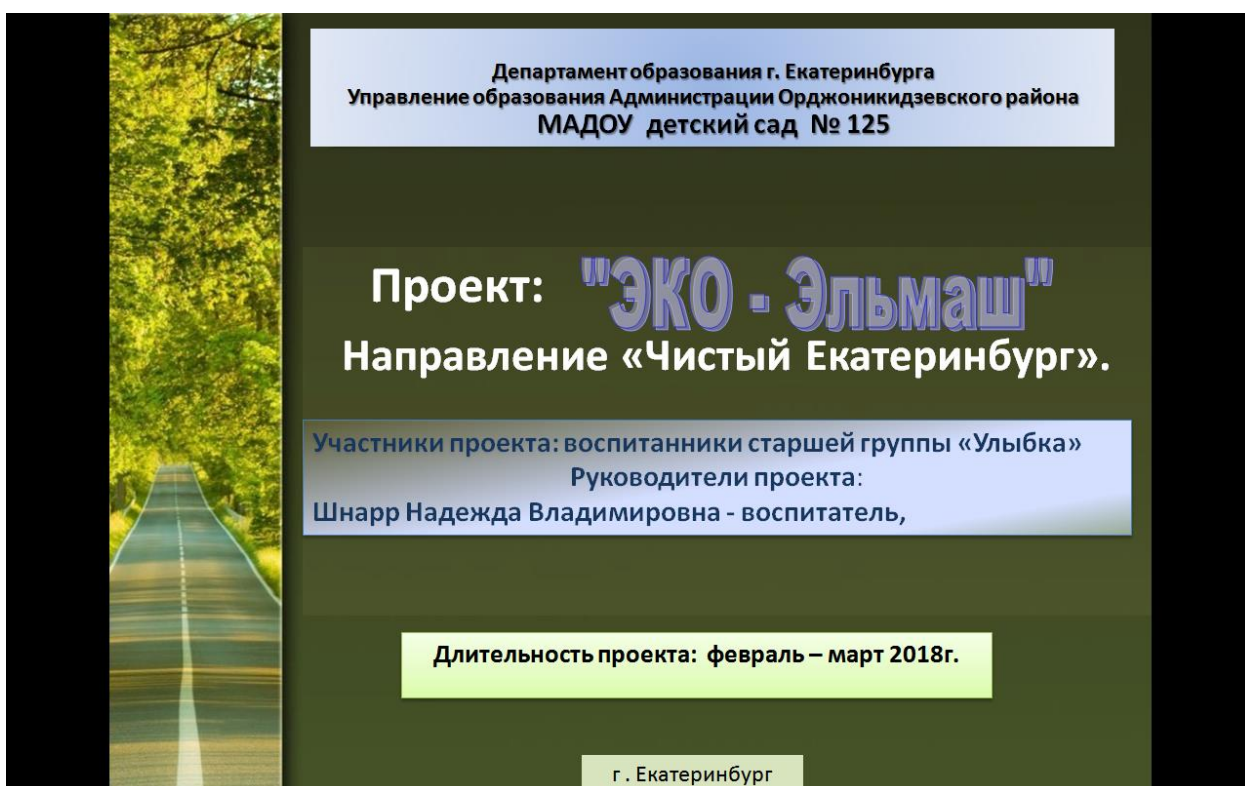 Департамент образования г. Екатеринбурга
Управление образования Администрации Орджоникидзевского района
МАДОУ детский сад № 125
Проект: "ЭКО - Эльмаш"
Направление «Чистый Екатеринбург».
Участники проекта: воспитанники старшей группы «Улыбка»
Руководители проекта:
Шнарр Надежда Владимировна - воспитатель,
Длительность проекта: февраль – март 2018г.
г . Екатеринбург